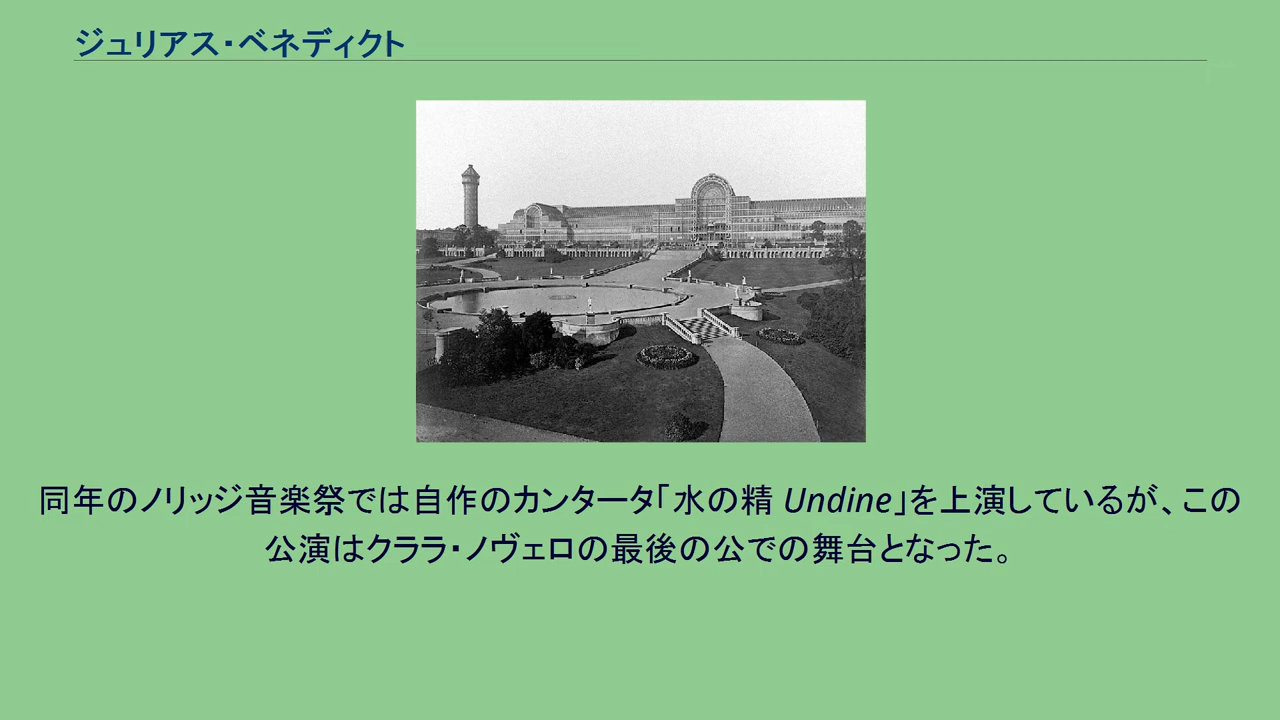 ジュリアス・ベネディクト
同年のノリッジ音楽祭では自作のカンタータ「水の精 Undine」を上演しているが、この
公演はクララ・ノヴェロの最後の公での舞台となった。